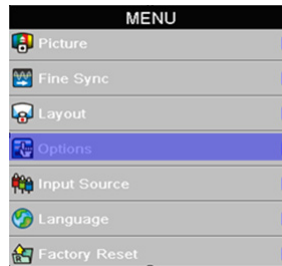 MENU
Picture
Fine Sync
Layout
Options
Input Source
Language
Factory Reset